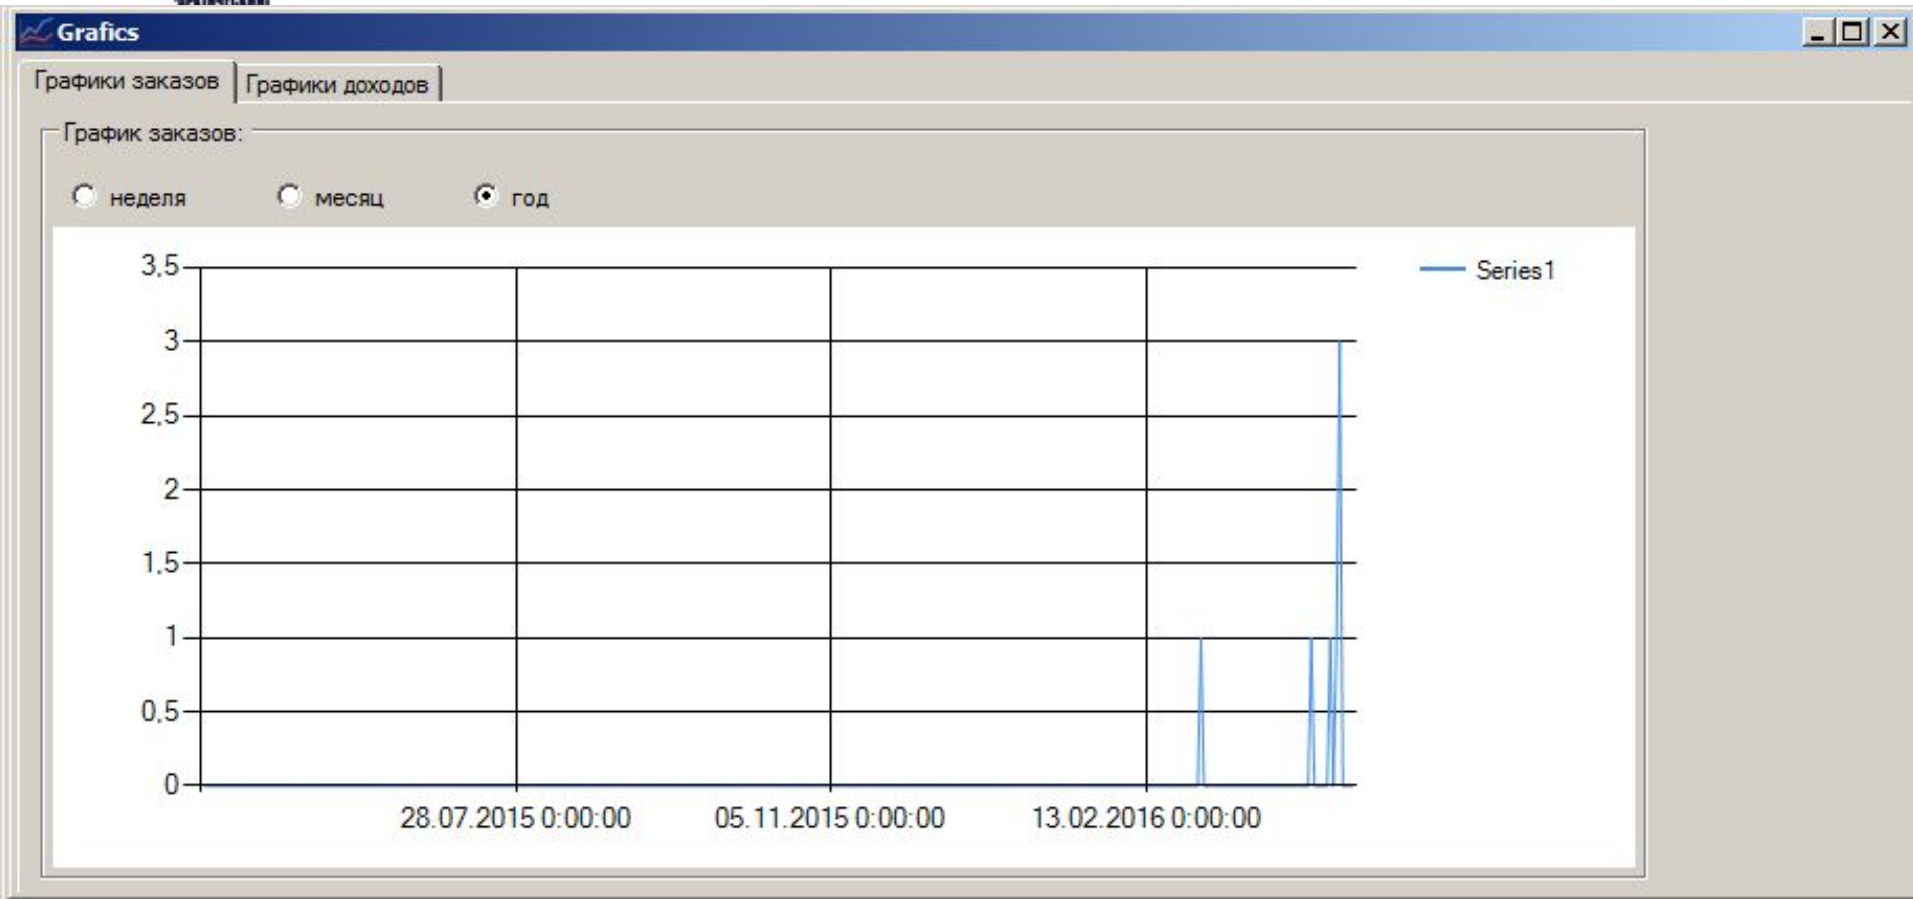 Grafics
Графики заказов Графики доходов
График заказов:
неделя месяц год
3,5
Series1
3
2,5
2
1,5
1
0,5
0
28.07.2015 0:00:00 05.11.2015 0:00:00 13.02.2016 0:00:00